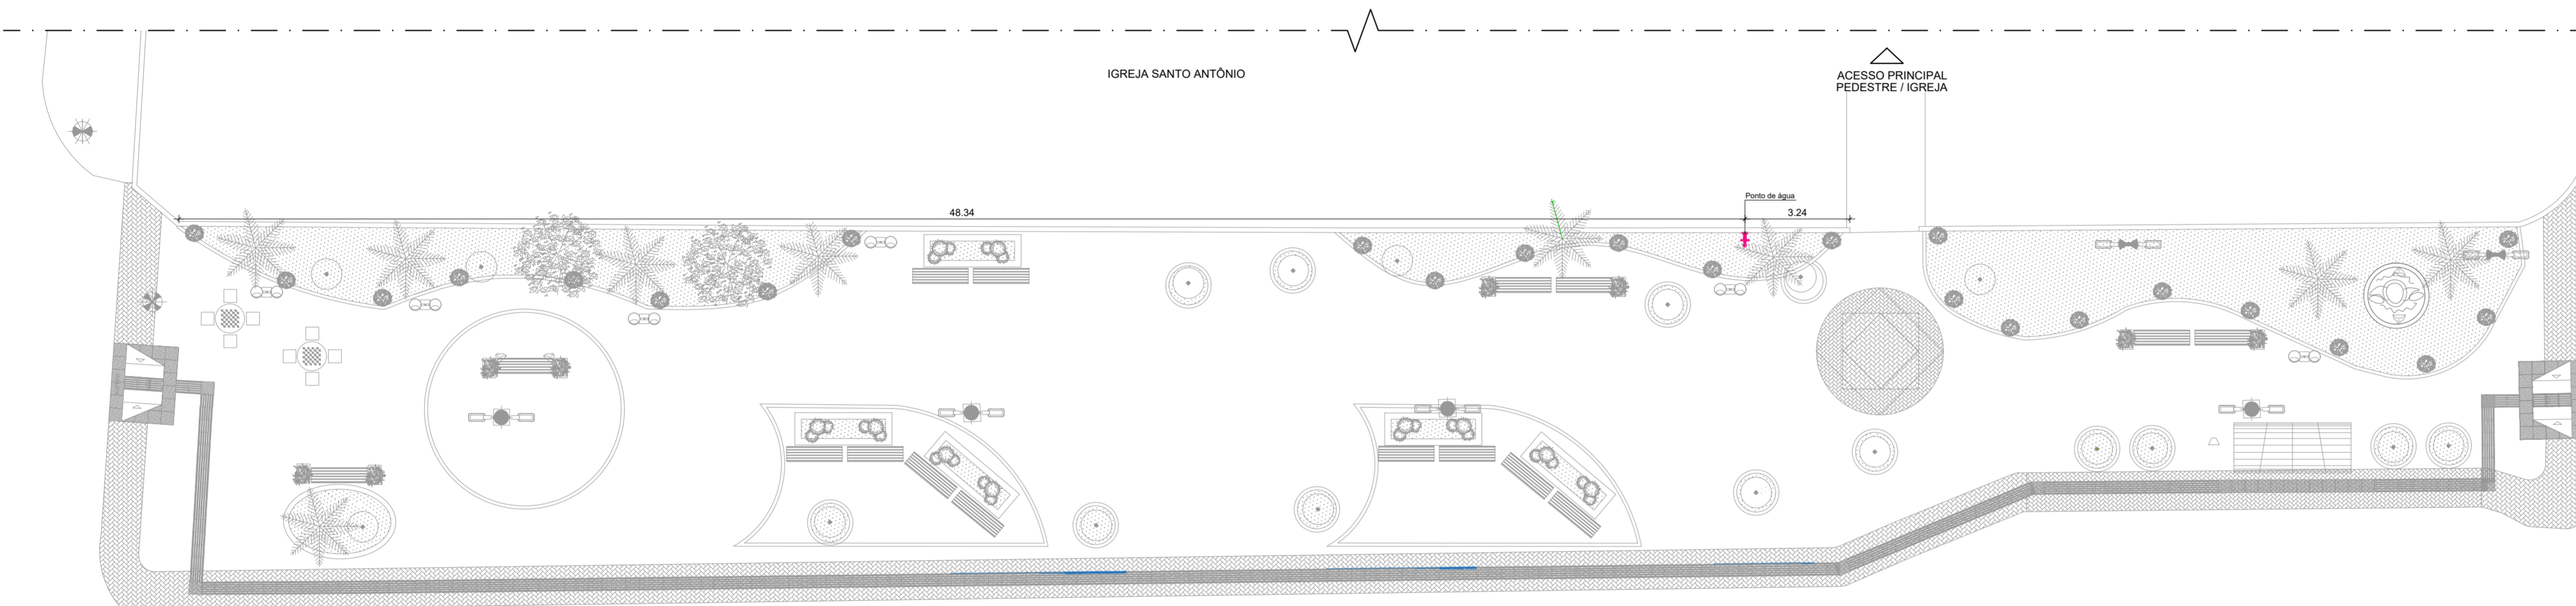 IGREJA SANTO ANTÔNIO
ACESSO PRINCIPAL
PEDESTRE / IGREJA
Ponto de água
48.34
3.24